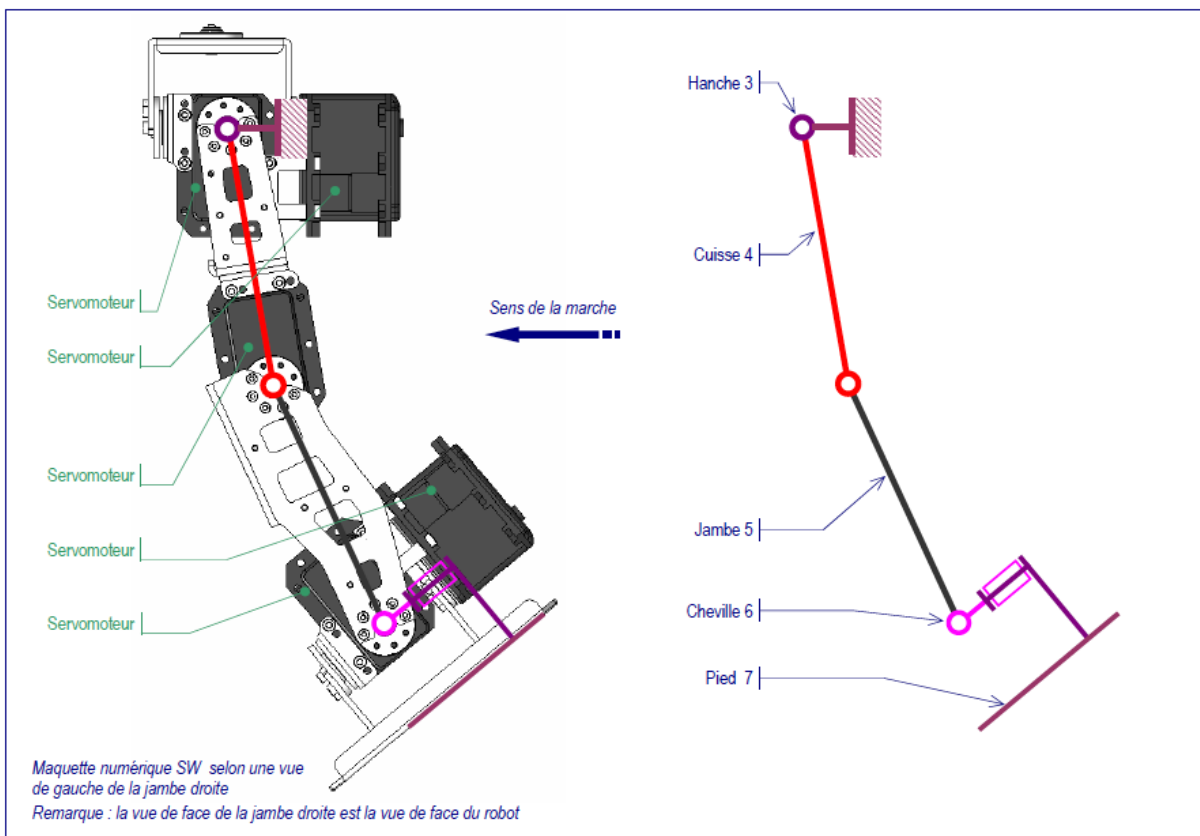 Hanche 3
Cuisse 4
Servomoteur
Sens de la marche
Servomoteur
Servomoteur
Jambe 5
Servomoteur
Cheville 6
Servomoteur
Pied 7
Maquette numérique SW selon une vue
de gauche de la jambe droite
Remarque : la vue de face de la jambe droite est la vue de face du robot